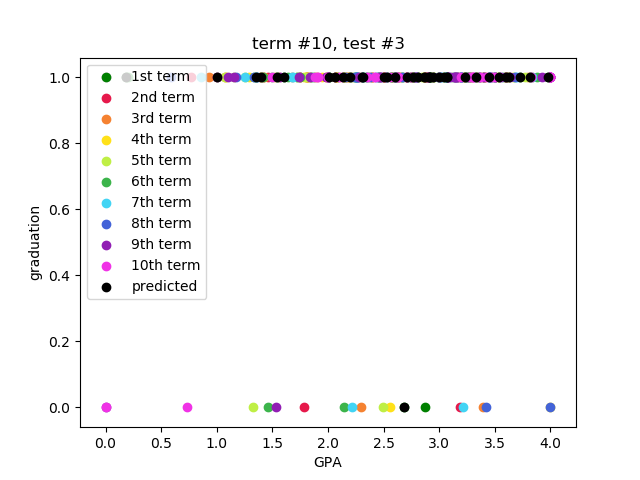 term #10, test #3
1.0
0.8
0.6
0.4
0.2
0.0
graduation
1st term
2nd term
3rd term
4th term
5th term
6th term
7th term
8th term
9th term
10th term
predicted
0.0 0.5 1.0 1.5 2.0 2.5 3.0 3.5 4.0
GPA